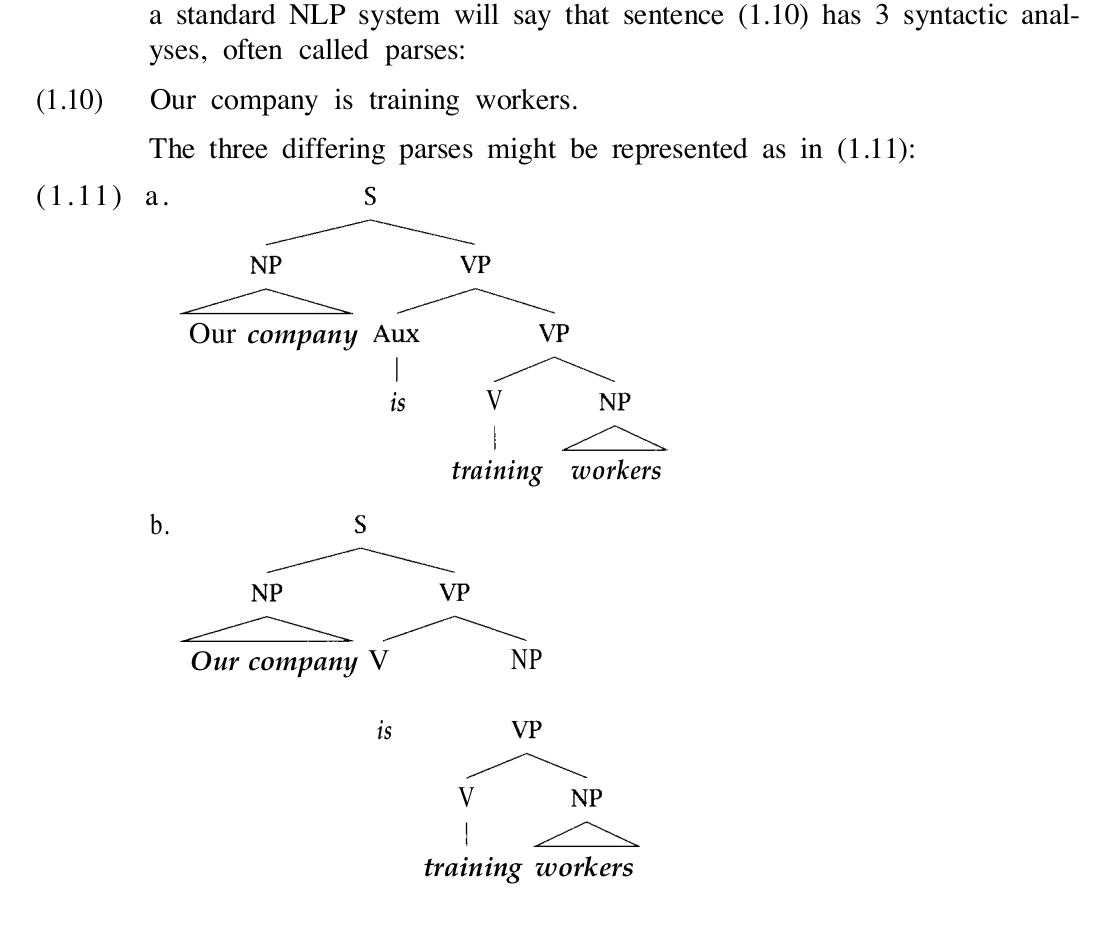 a standard NLP system will say that sentence (1.10) has 3 syntactic anal-
yses, often called parses:
(1.10) Our company is training workers.
The three differing parses might be represented as in (1.11):
(1.11) a. S
NP VP
Our company Aux VP
is V NP
training workers
b. S
NP VP
Our company V NP
is VP
V NP
training workers